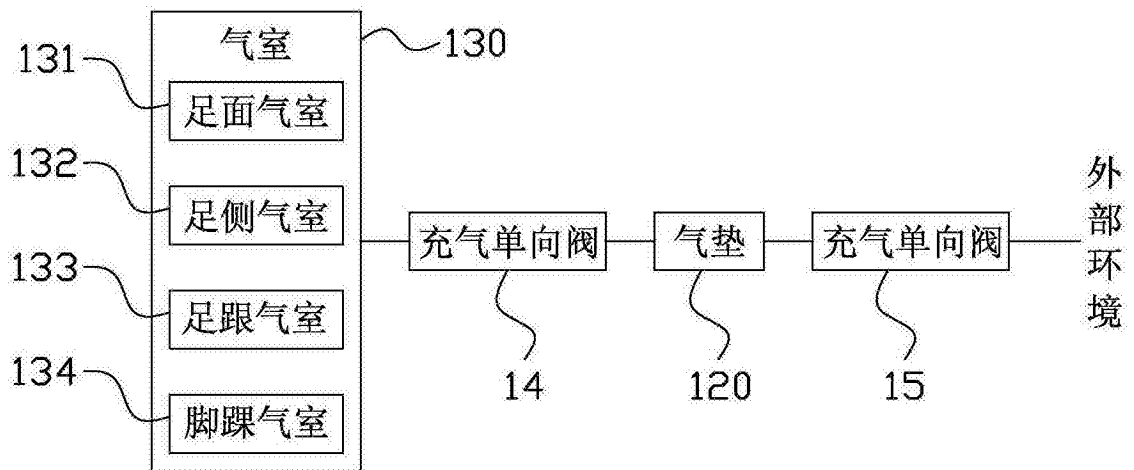 气室
130
131
足面气室
132
足侧气室
133
足跟气室
134
脚踝气室
充气单向阀
14
气垫
120
充气单向阀
15
外部环境